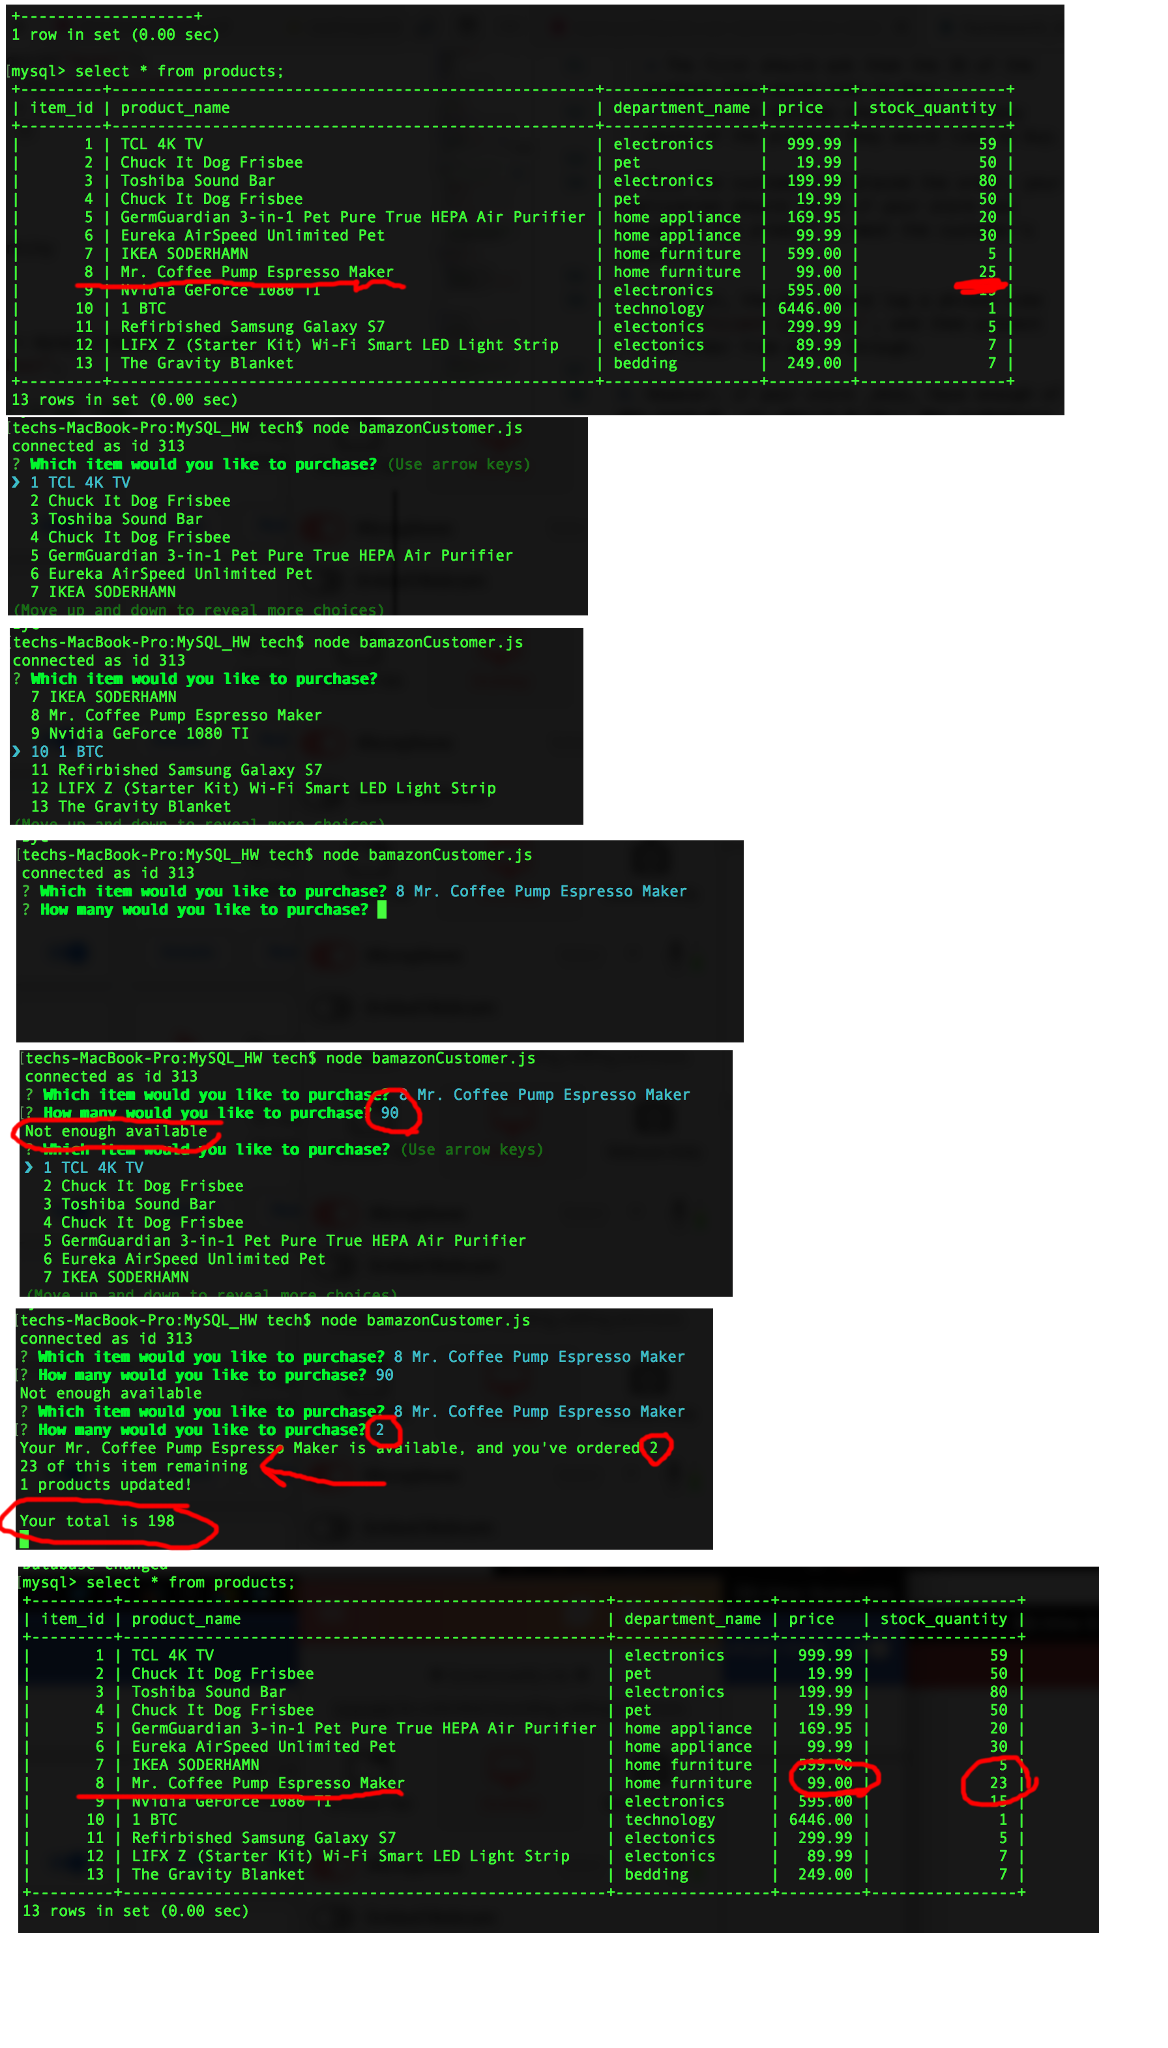 +-------------------+
1 row in set (0.00 sec)
[mysql> select * from products;
+---------+-----------------------------------------------------+-----------------+---------+----------------+
| item_id | product_name                                        | department_name | price   | stock_quantity |
+---------+-----------------------------------------------------+-----------------+---------+----------------+
|       1 | TCL 4K TV                                           | electronics     |  999.99 |             59 |
|       2 | Chuck It Dog Frisbee                                | pet             |   19.99 |             50 |
|       3 | Toshiba Sound Bar                                   | electronics     |  199.99 |             80 |
|       4 | Chuck It Dog Frisbee                                | pet             |   19.99 |             50 |
|       5 | GermGuardian 3-in-1 Pet Pure True HEPA Air Purifier | home appliance  |  169.95 |             20 |
|       6 | Eureka AirSpeed Unlimited Pet                       | home appliance  |   99.99 |             30 |
|       7 | IKEA SODERHAMN                                      | home furniture  |  599.00 |              5 |
|       8 | Mr. Coffee Pump Espresso Maker                      | home furniture  |   99.00 |             25 |
|       9 | Nvidia GeForce 1080 TI                              | electronics     |  595.00 |             15 |
|      10 | 1 BTC                                               | technology      | 6446.00 |              1 |
|      11 | Refirbished Samsung Galaxy S7                       | electonics      |  299.99 |              5 |
|      12 | LIFX Z (Starter Kit) Wi-Fi Smart LED Light Strip    | electonics      |   89.99 |              7 |
|      13 | The Gravity Blanket                                 | bedding         |  249.00 |              7 |
+---------+-----------------------------------------------------+-----------------+---------+----------------+
13 rows in set (0.00 sec)
[techs-MacBook-Pro:MySQL_HW tech$ node bamazonCustomer.js
connected as id 313
? Which item would you like to purchase? (Use arrow keys)
❯ 1 TCL 4K TV
  2 Chuck It Dog Frisbee
  3 Toshiba Sound Bar
  4 Chuck It Dog Frisbee
  5 GermGuardian 3-in-1 Pet Pure True HEPA Air Purifier
  6 Eureka AirSpeed Unlimited Pet
  7 IKEA SODERHAMN
(Move up and down to reveal more choices)
[techs-MacBook-Pro:MySQL_HW tech$ node bamazonCustomer.js
connected as id 313
? Which item would you like to purchase?
  7 IKEA SODERHAMN
  8 Mr. Coffee Pump Espresso Maker
  9 Nvidia GeForce 1080 TI
❯ 10 1 BTC
  11 Refirbished Samsung Galaxy S7
  12 LIFX Z (Starter Kit) Wi-Fi Smart LED Light Strip
  13 The Gravity Blanket
(Move up and down to reveal more choices)
[techs-MacBook-Pro:MySQL_HW tech$ node bamazonCustomer.js
connected as id 313
? Which item would you like to purchase? 8 Mr. Coffee Pump Espresso Maker
? How many would you like to purchase?
[techs-MacBook-Pro:MySQL_HW tech$ node bamazonCustomer.js
connected as id 313
? Which item would you like to purchase? 8 Mr. Coffee Pump Espresso Maker
[? How many would you like to purchase? 90
Not enough available
? Which item would you like to purchase? (Use arrow keys)
❯ 1 TCL 4K TV
  2 Chuck It Dog Frisbee
  3 Toshiba Sound Bar
  4 Chuck It Dog Frisbee
  5 GermGuardian 3-in-1 Pet Pure True HEPA Air Purifier
  6 Eureka AirSpeed Unlimited Pet
  7 IKEA SODERHAMN
(Move up and down to reveal more choices)
[techs-MacBook-Pro:MySQL_HW tech$ node bamazonCustomer.js
connected as id 313
? Which item would you like to purchase? 8 Mr. Coffee Pump Espresso Maker
[? How many would you like to purchase? 90
Not enough available
? Which item would you like to purchase? 8 Mr. Coffee Pump Espresso Maker
[? How many would you like to purchase? 2
Your Mr. Coffee Pump Espresso Maker is available, and you've ordered 2
23 of this item remaining
1 products updated!
Your total is 198
Database changed
[mysql> select * from products;
+---------+-----------------------------------------------------+-----------------+---------+----------------+
| item_id | product_name                                        | department_name | price   | stock_quantity |
+---------+-----------------------------------------------------+-----------------+---------+----------------+
|       1 | TCL 4K TV                                           | electronics     |  999.99 |             59 |
|       2 | Chuck It Dog Frisbee                                | pet             |   19.99 |             50 |
|       3 | Toshiba Sound Bar                                   | electronics     |  199.99 |             80 |
|       4 | Chuck It Dog Frisbee                                | pet             |   19.99 |             50 |
|       5 | GermGuardian 3-in-1 Pet Pure True HEPA Air Purifier | home appliance  |  169.95 |             20 |
|       6 | Eureka AirSpeed Unlimited Pet                       | home appliance  |   99.99 |             30 |
|       7 | IKEA SODERHAMN                                      | home furniture  |  599.00 |              5 |
|       8 | Mr. Coffee Pump Espresso Maker                      | home furniture  |   99.00 |             23 |
|       9 | Nvidia GeForce 1080 TI                              | electronics     |  595.00 |             15 |
|      10 | 1 BTC                                               | technology      | 6446.00 |              1 |
|      11 | Refirbished Samsung Galaxy S7                       | electonics      |  299.99 |              5 |
|      12 | LIFX Z (Starter Kit) Wi-Fi Smart LED Light Strip    | electonics      |   89.99 |              7 |
|      13 | The Gravity Blanket                                 | bedding         |  249.00 |              7 |
+---------+-----------------------------------------------------+-----------------+---------+----------------+
13 rows in set (0.00 sec)